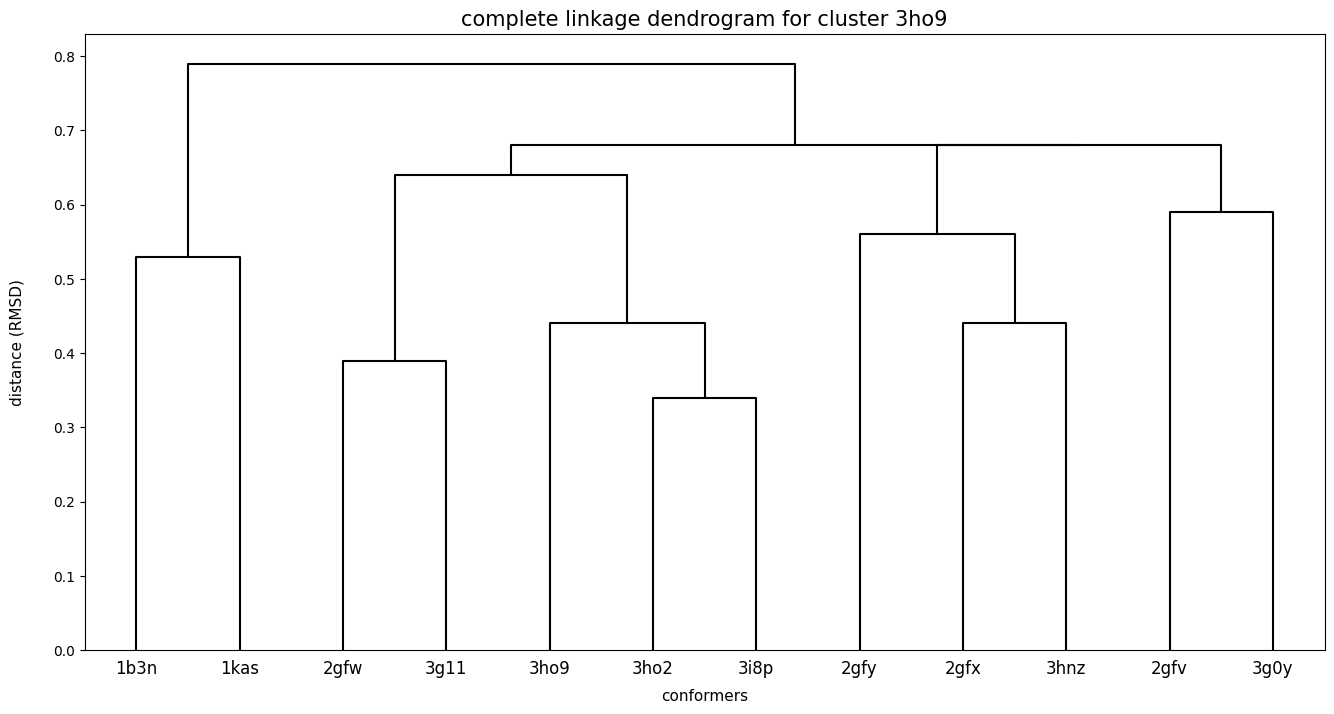 complete linkage dendrogram for cluster 3ho9
0.8
0.7
0.6
0.5
0.4
0.3
0.2
0.1
0.0
distance (RMSD)
1b3n 1kas 2gfw 3g11 3ho9 3ho2 3i8p 2gfy 2gfx 3hnz 2gfv 3g0y
conformers